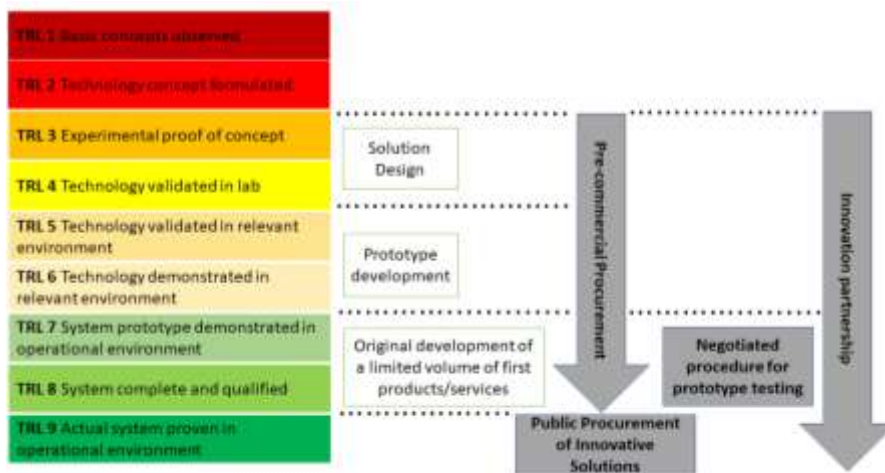 TRL 1 Basic concepts observed
TRL 2 Technology concept formulated
TRL 3 Experimental proof of concept
TRL 4 Technology validated in lab
TRL 5 Technology validated in relevant
environment
TRL 6 Technology demonstrated in
relevant environment
TRL 7 System prototype demonstrated in
operational environment
TRL 8 System complete and qualified
TRL 9 Actual system proven in
operational environment
Solution
Design
Prototype
development
Original development of
a limited volume of first
products/services
Pre-commercial Procurement
Public Procurement
of Innovative
Solutions
Negotiated
procedure for
prototype testing
Innovation partnership